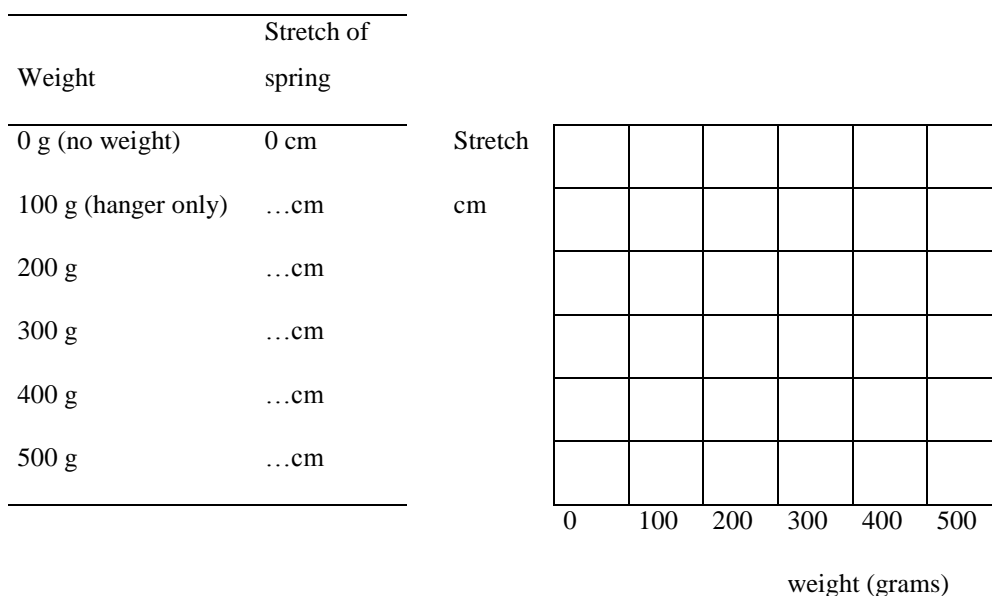 Stretch of
Weight spring
0 g (no weight) 0 cm
100 g (hanger only) …cm
200 g …cm
300 g …cm
400 g …cm
500 g …cm
Stretch
cm
0 100 200 300 400 500
weight (grams)